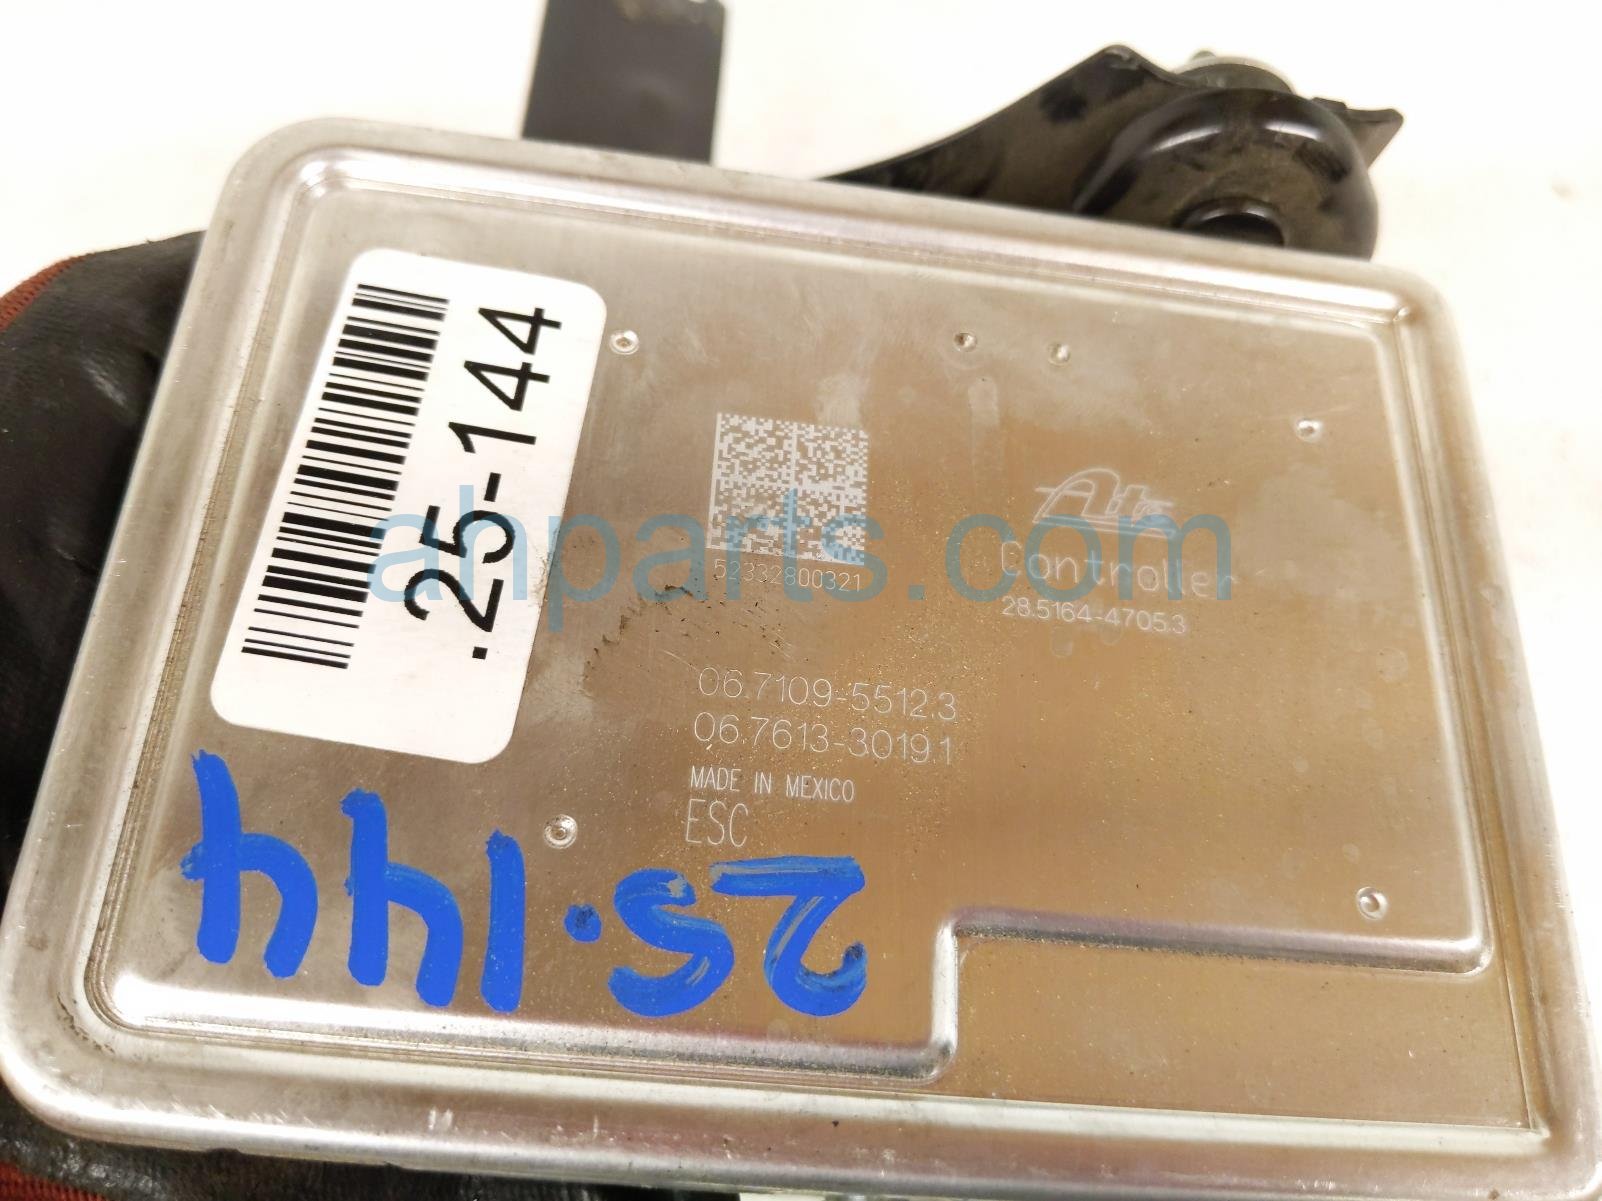 .25-144
52332800321
Ate
Controller
28.5164-4705.3
06.7109-5512.3
06.7613-3019.1
MADE IN MEXICO
ESC
25.144
ahparts.com